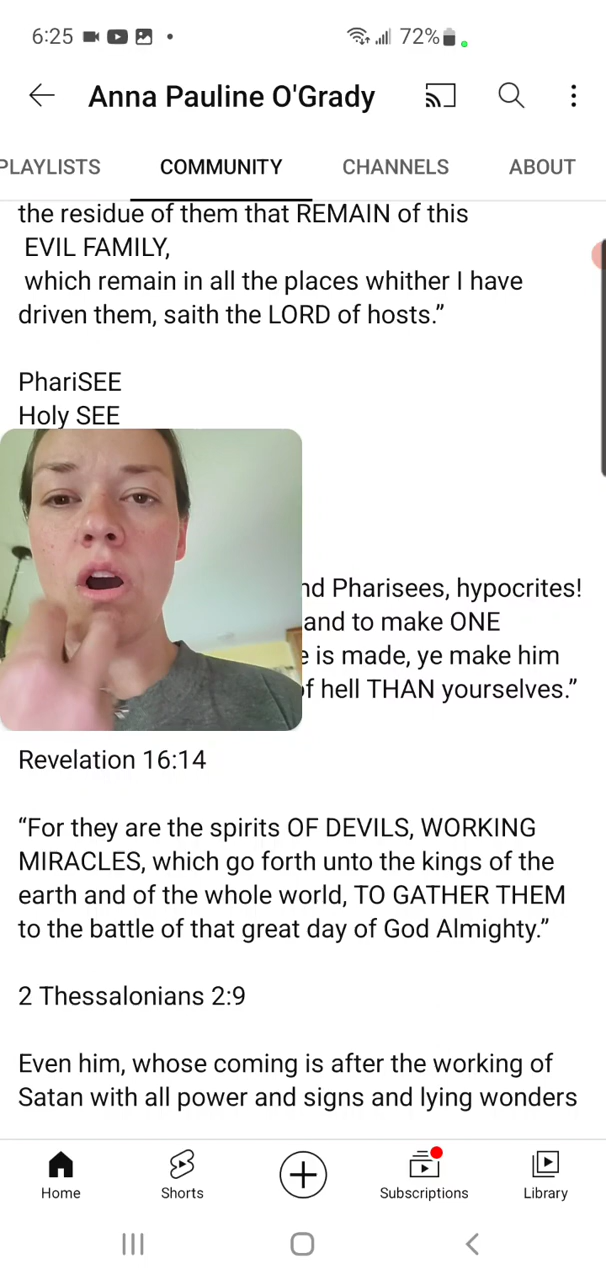 6:25
72%
Anna Pauline O'Grady
PLAYLISTS COMMUNITY CHANNELS ABOUT
the residue of them that REMAIN of this
EVIL FAMILY,
which remain in all the places whither I have
driven them, saith the LORD of hosts.”
PhariSEE
Holy SEE
Pharisees, hypocrites!
and to make ONE
is made, ye make him
hell THAN yourselves.”
Revelation 16:14
“For they are the spirits OF DEVILS, WORKING
MIRACLES, which go forth unto the kings of the
earth and of the whole world, TO GATHER THEM
to the battle of that great day of God Almighty.”
2 Thessalonians 2:9
Even him, whose coming is after the working of
Satan with all power and signs and lying wonders
Home Shorts Subscriptions Library